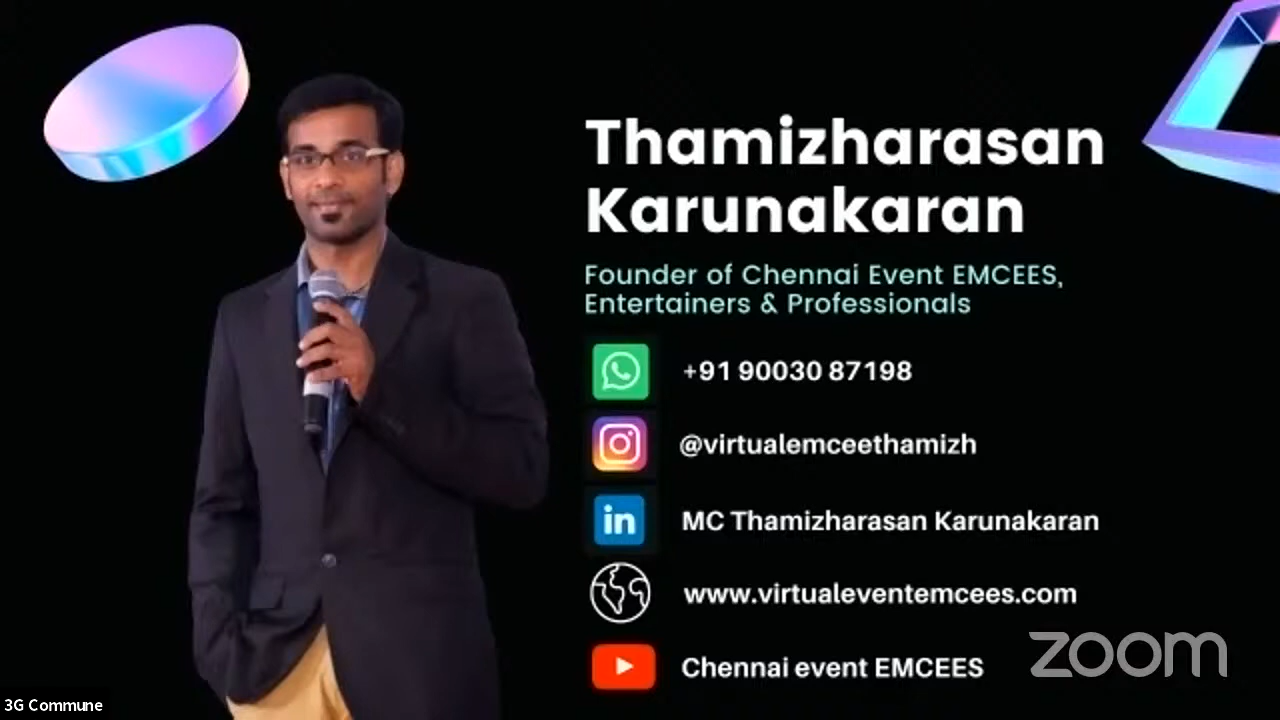 Thamizharasan
Karunakaran
Founder of Chennai Event EMCEES,
Entertainers & Professionals
+91 90030 87198
@virtualemceethamizh
in
MC Thamizharasan Karunakaran
www.virtualeventemcees.com
Chennai event EMCEES
zoom
3G Commune